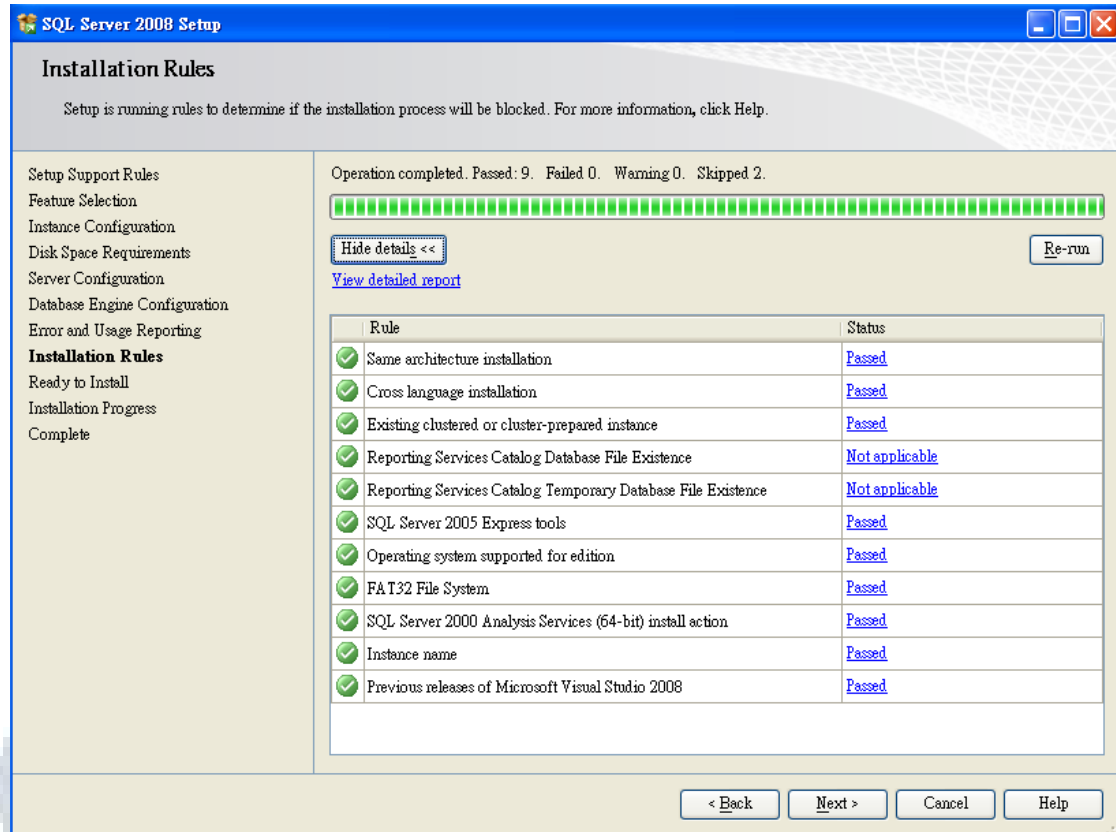 SQL Server 2008 Setup
Installation Rules
Setup is running rules to determine if the installation process will be blocked. For more information, click Help.
Setup Support Rules
Feature Selection
Instance Configuration
Disk Space Requirements
Server Configuration
Database Engine Configuration
Error and Usage Reporting
Installation Rules
Ready to Install
Installation Progress
Complete
Operation completed. Passed: 9. Failed 0. Warning 0. Skipped 2.
Hide details <<
Re-run
View detailed report
Rule Status
Same architecture installation Passed
Cross language installation Passed
Existing clustered or cluster-prepared instance Passed
Reporting Services Catalog Database File Existence Not applicable
Reporting Services Catalog Temporary Database File Existence Not applicable
SQL Server 2005 Express tools Passed
Operating system supported for edition Passed
FAT32 File System Passed
SQL Server 2000 Analysis Services (64-bit) install action Passed
Instance name Passed
Previous releases of Microsoft Visual Studio 2008 Passed
< Back Next > Cancel Help